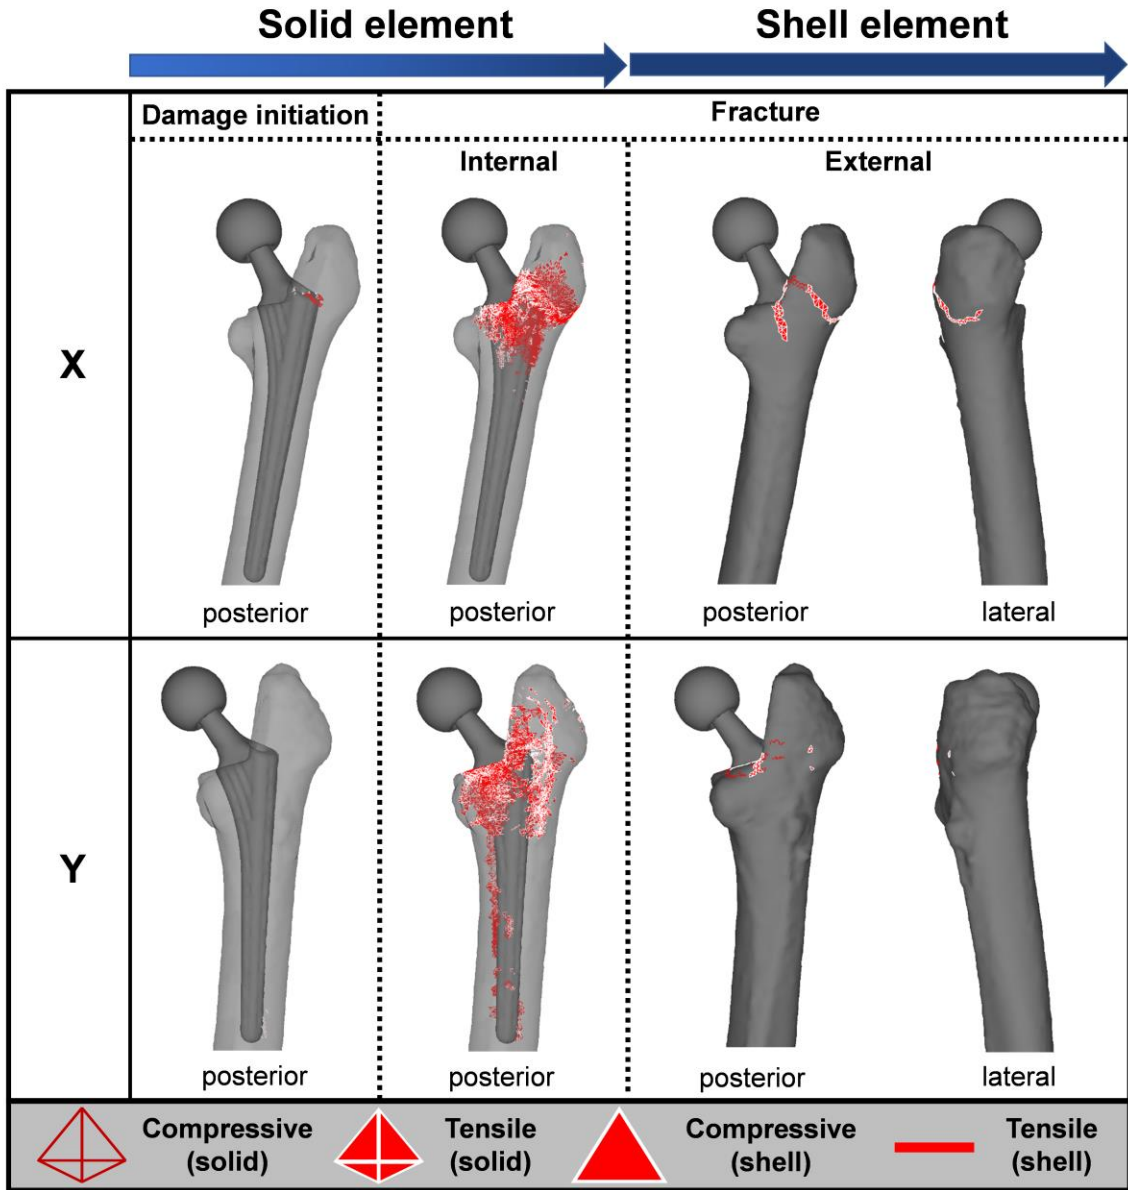 Solid element
Shell element
Damage initiation
Fracture
Internal
External
X
posterior
posterior
posterior
lateral
Y
posterior
posterior
posterior
lateral
Compressive
(solid)
Tensile
(solid)
Compressive
(shell)
Tensile
(shell)